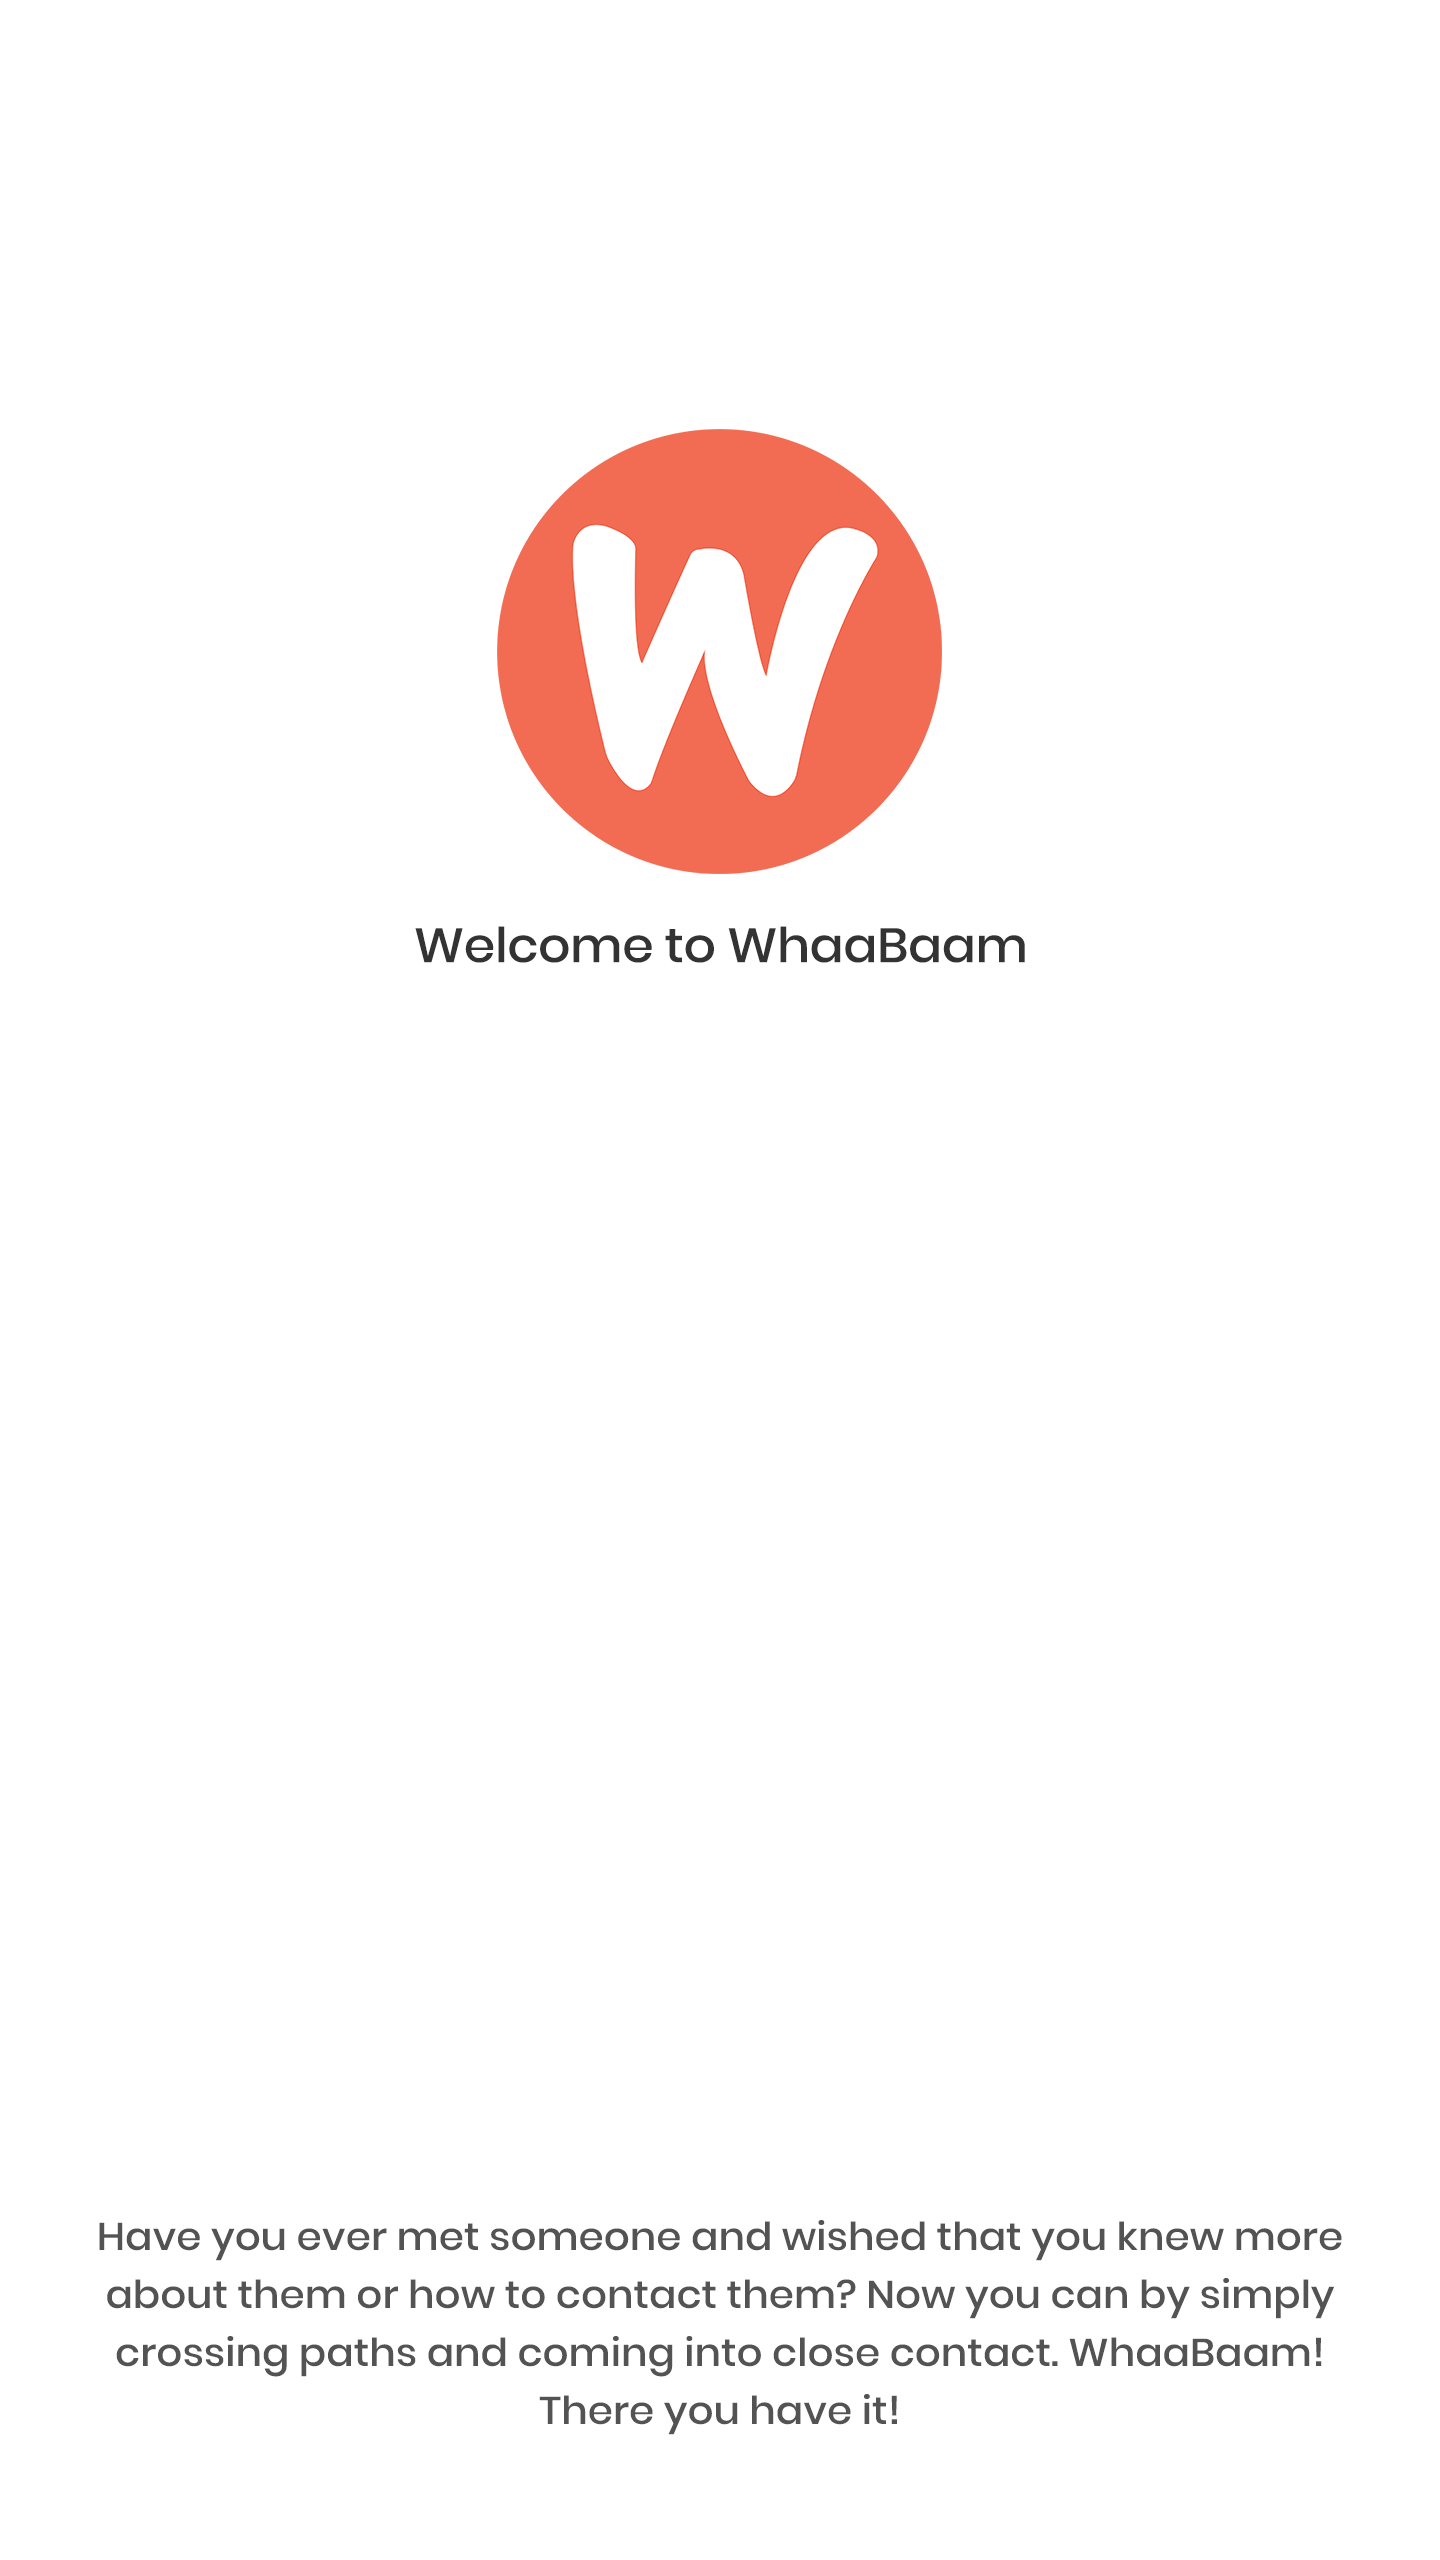 W
Welcome to WhaaBaam
Have you ever met someone and wished that you knew more
about them or how to contact them? Now you can by simply
crossing paths and coming into close contact. WhaaBaam!
There you have it!